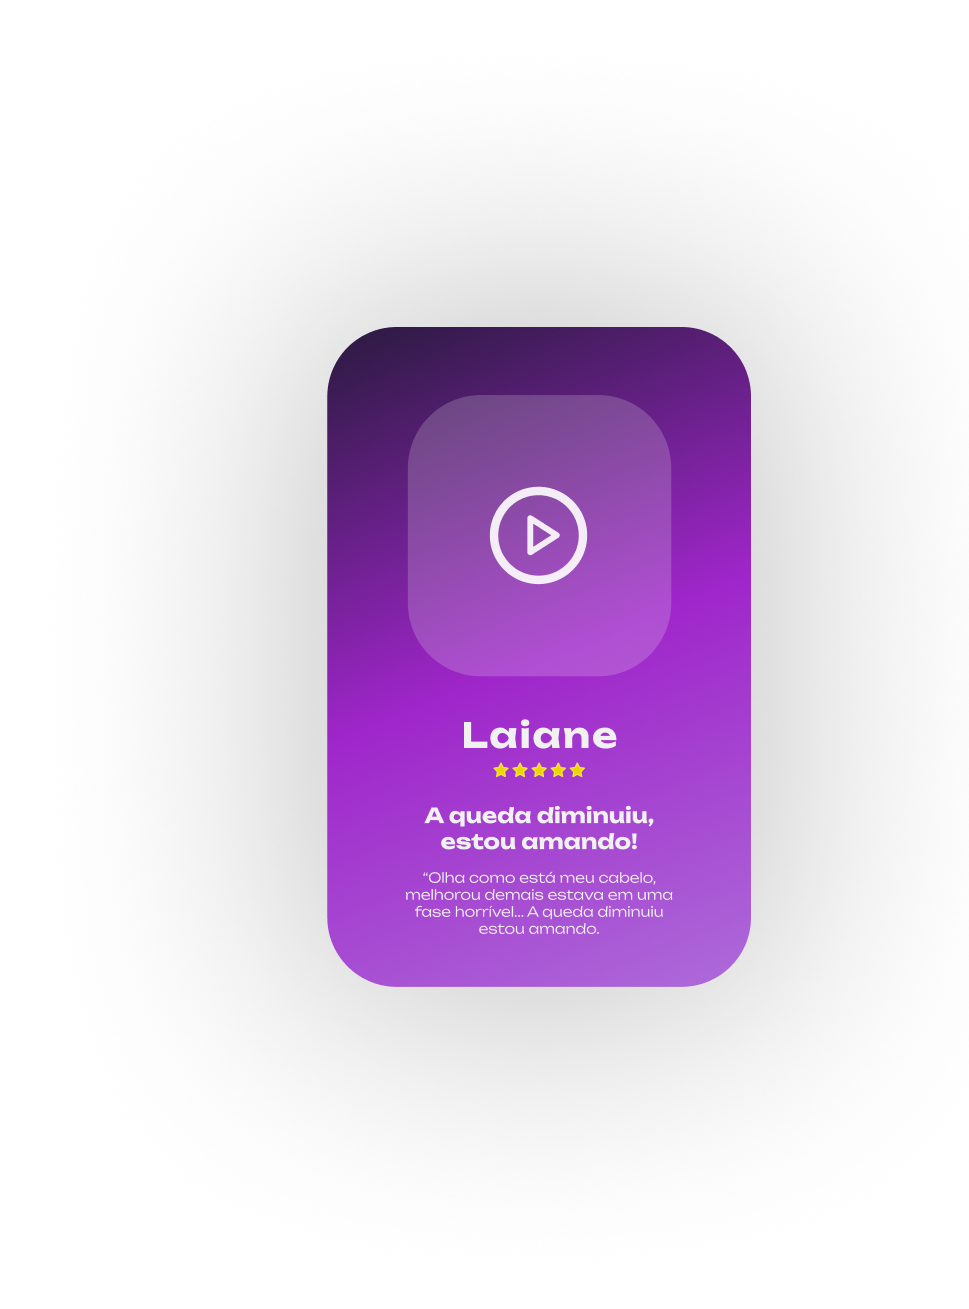 Laiane
A queda diminuiu,
estou amando!
“Olha como está meu cabelo,
melhorou demais estava em uma
fase horrível... A queda diminuiu
estou amando.